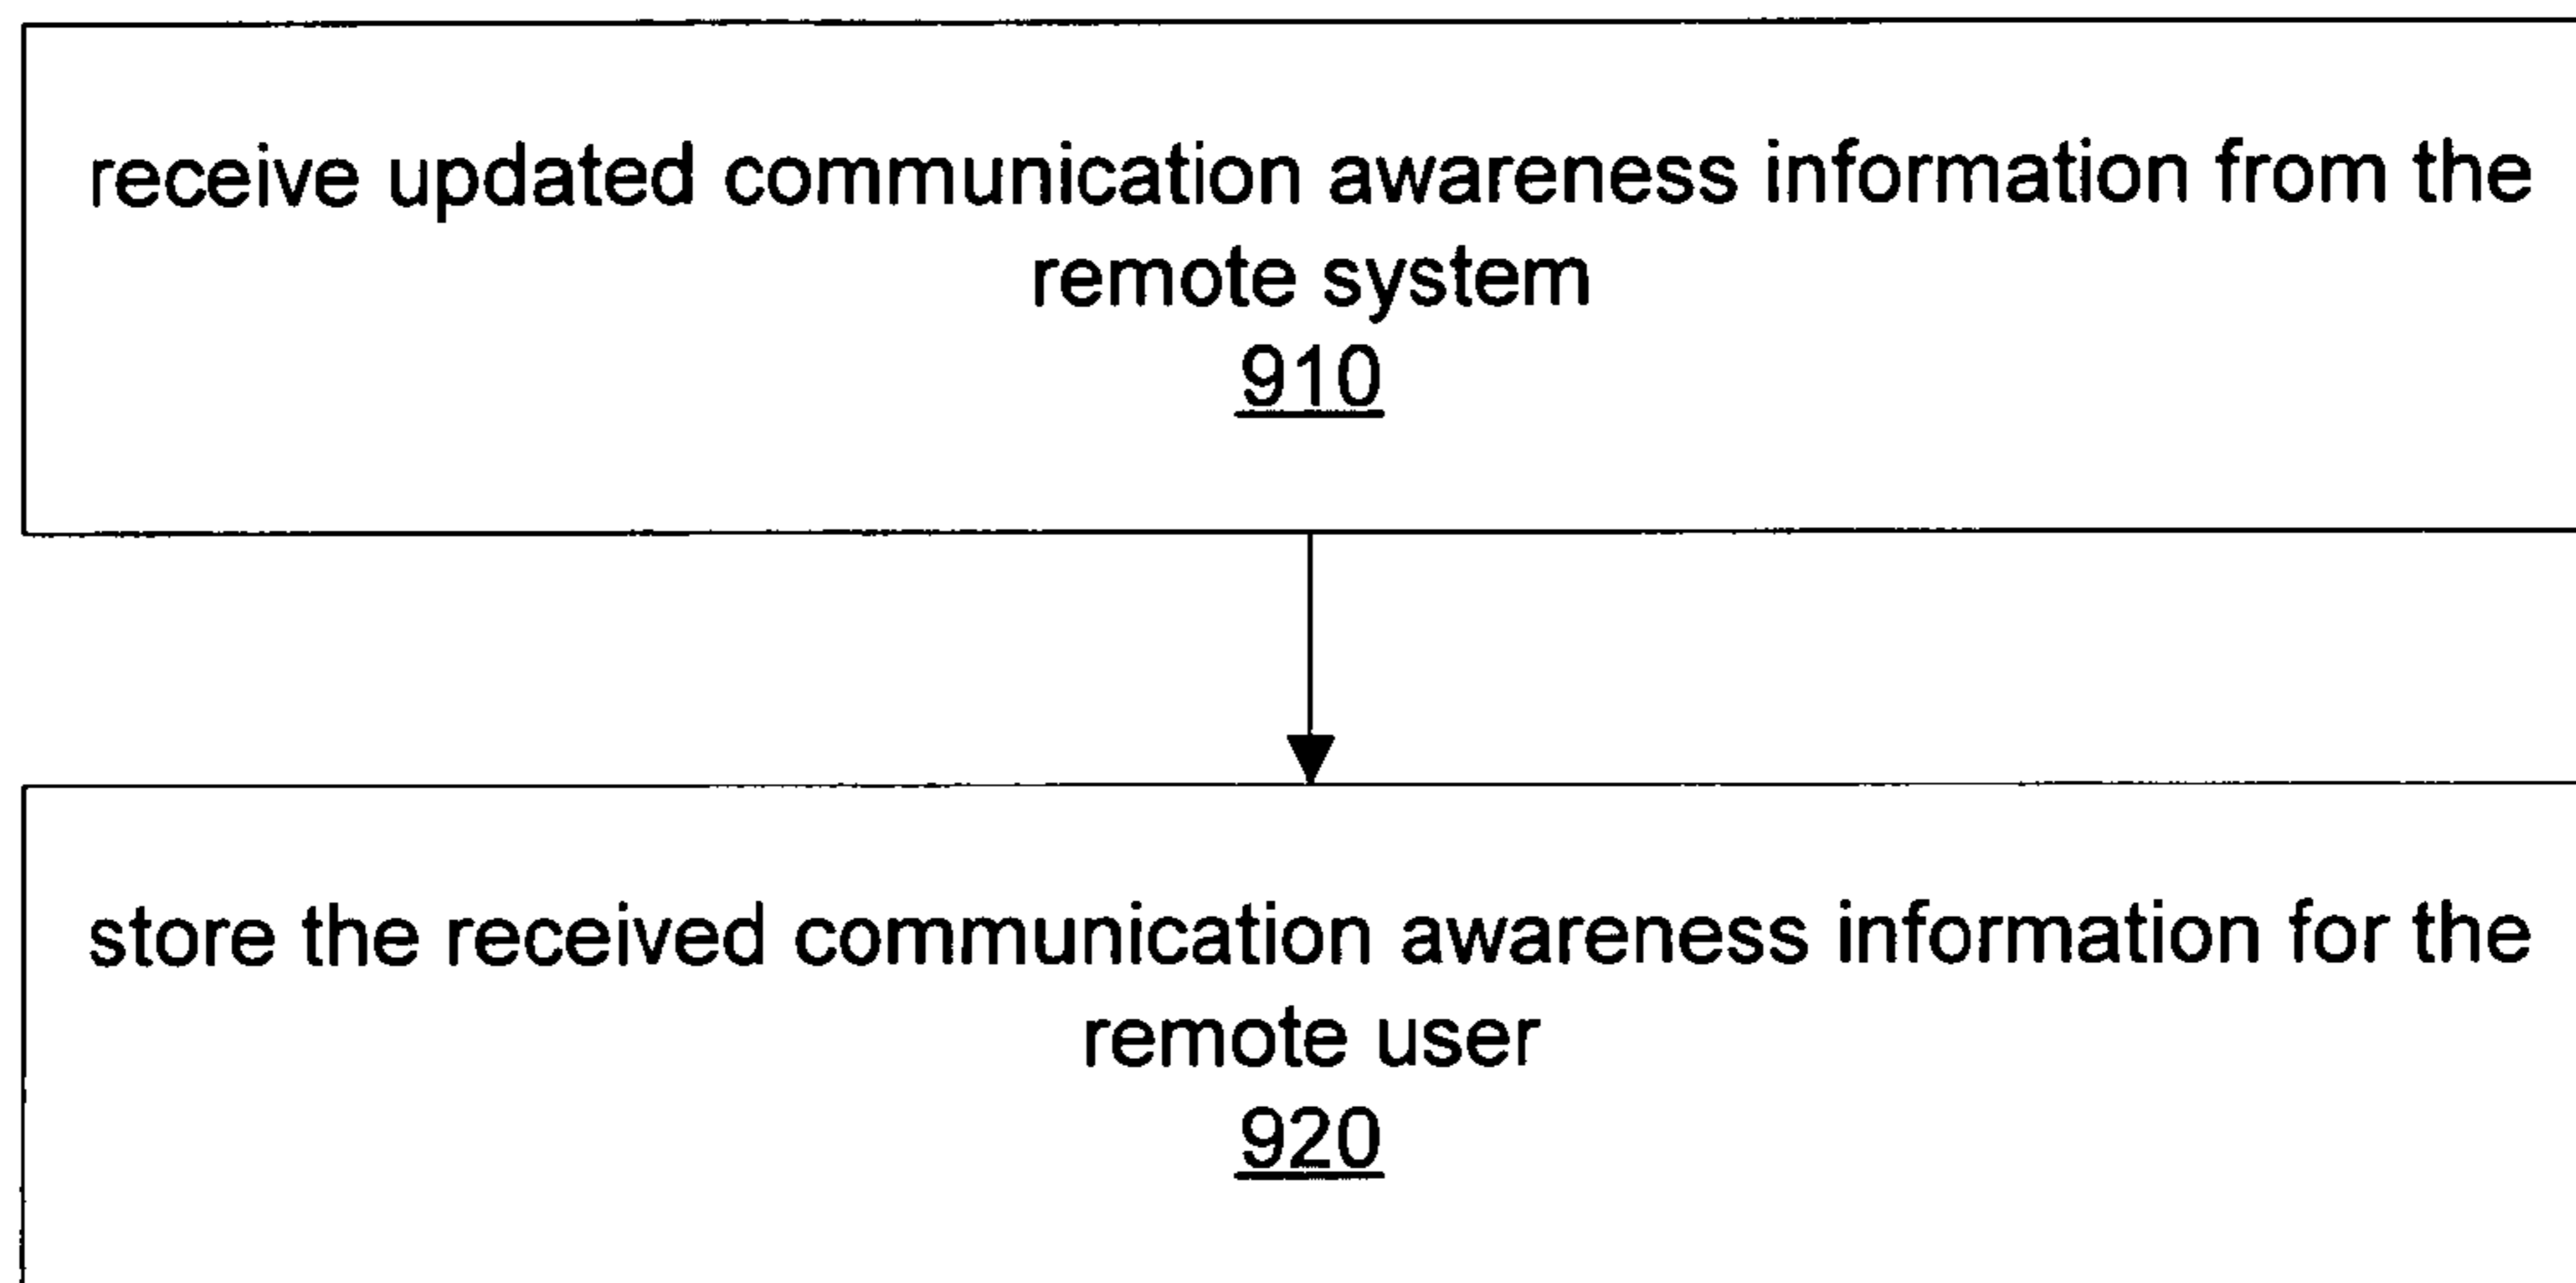 receive updated communication awareness information from the
remote system
910
store the received communication awareness information for the
remote user
920